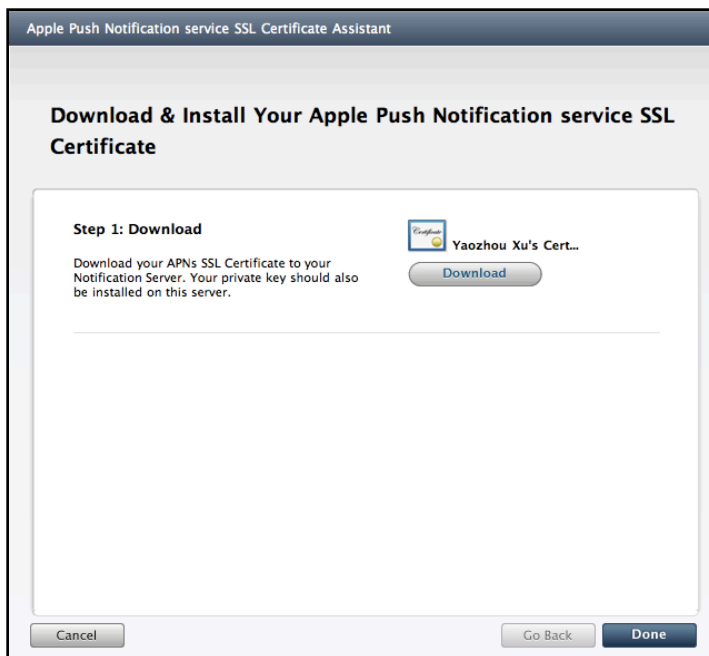 Apple Push Notification service SSL Certificate Assistant
Download & Install Your Apple Push Notification service SSL
Certificate
Step 1: Download
Download your APNs SSL Certificate to your
Notification Server. Your private key should also
be installed on this server.
Certificate
Yaozhou Xu's Cert...
Download
Cancel
Go Back
Done